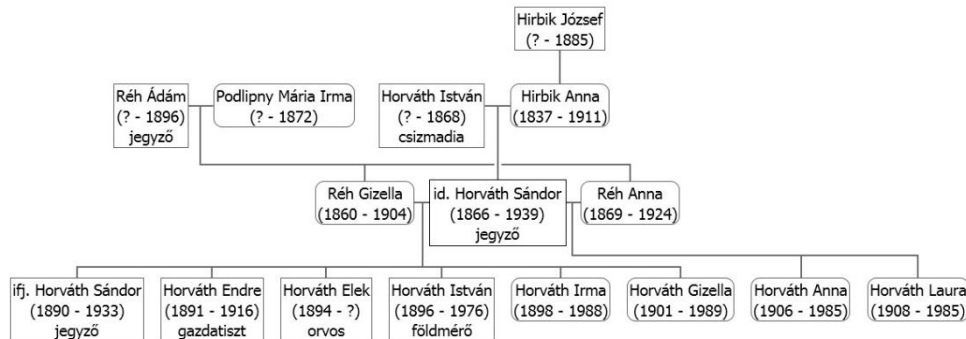 Hirbik József
(? - 1885)
Réh Ádám
(? - 1896)
jegyző
Podlipny Mária Irma
(? - 1872)
Horváth István
(? - 1868)
csizmadia
Hirbik Anna
(1837 - 1911)
Réh Gizella
(1860 - 1904)
id. Horváth Sándor
(1866 - 1939)
jegyző
Réh Anna
(1869 - 1924)
ifj. Horváth Sándor
(1890 - 1933)
jegyző
Horváth Endre
(1891 - 1916)
gazdatiszt
Horváth Elek
(1894 - ?)
orvos
Horváth István
(1896 - 1976)
földmérő
Horváth Irma
(1898 - 1988)
Horváth Gizella
(1901 - 1989)
Horváth Anna
(1906 - 1985)
Horváth Laura
(1908 - 1985)